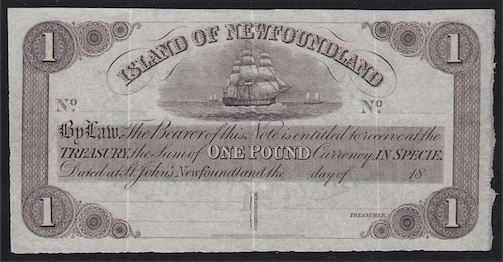 1 ISLAND OF NEWFOUNDLAND 1
No No
By Law. The Bearer of this Note is entitled to receive at the
TREASURY, the Sum of ONE POUND Currency, IN SPECIE.
Dated at St. John's Newfoundland the day of 18
COMMISSIONERS
TREASURER.
1 1